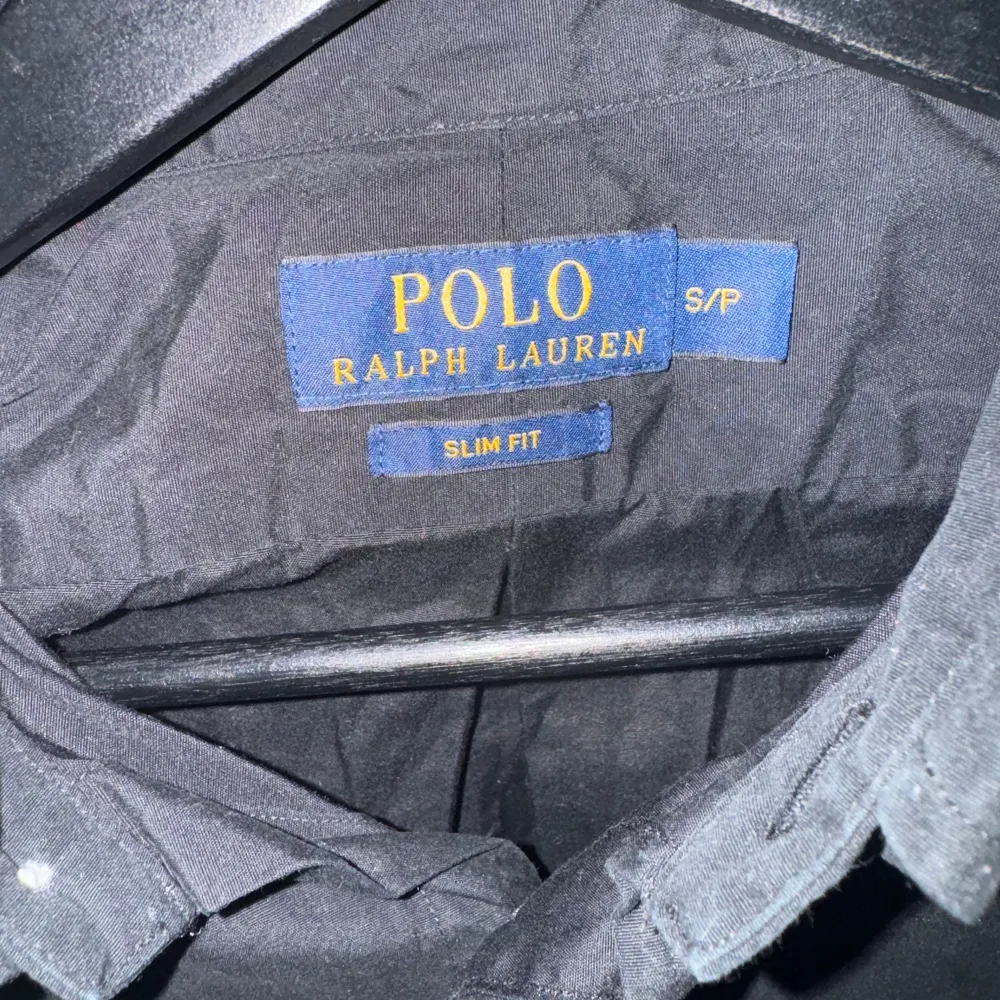 POLO
RALPH LAUREN
S/P
SLIM FIT